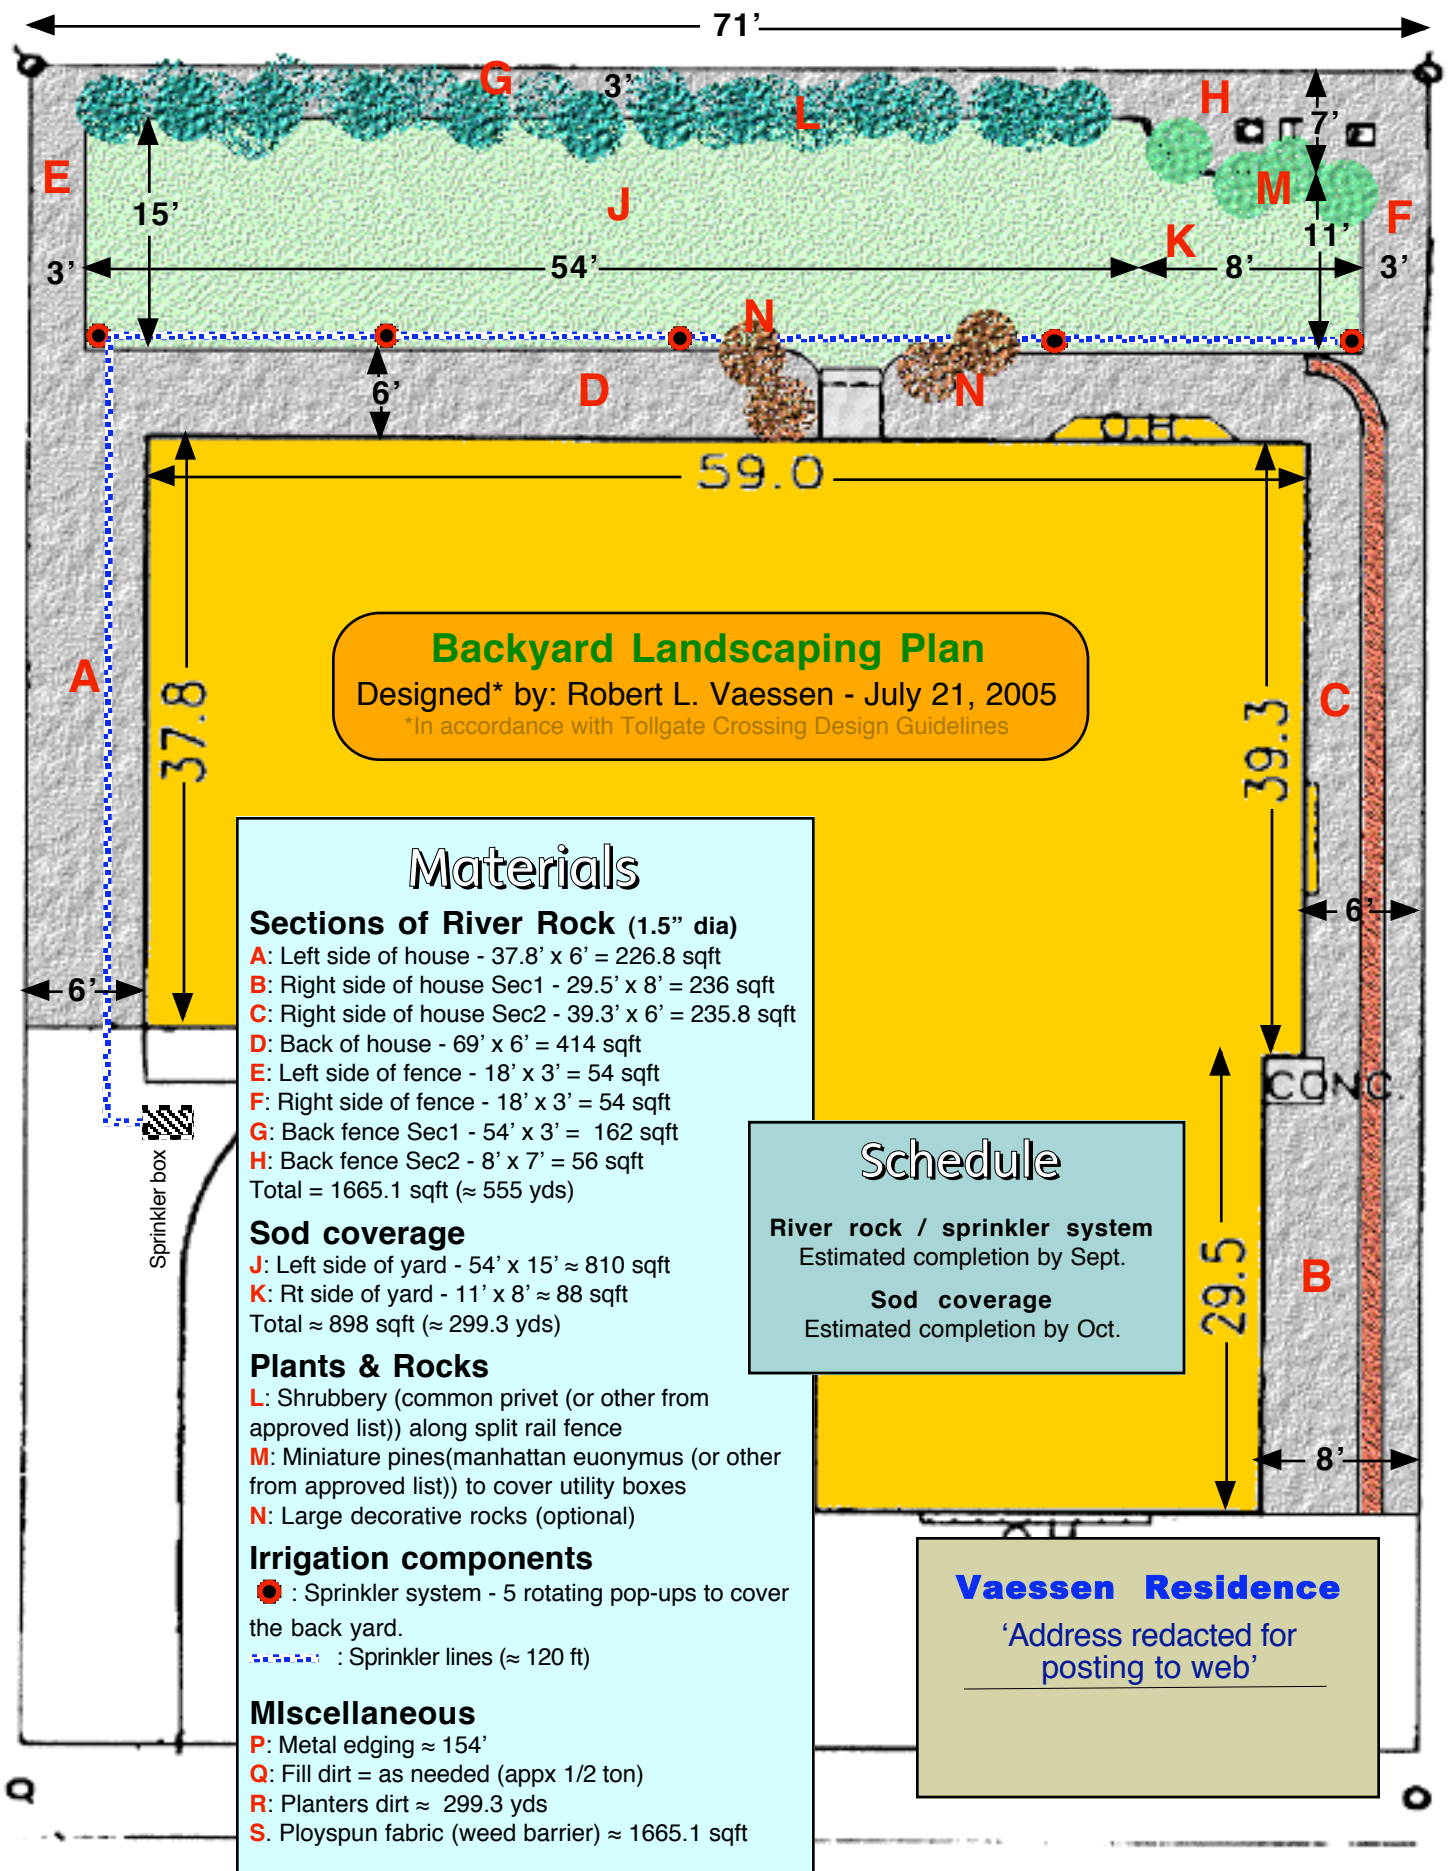 71’
G
3’
H
L
7’
E
M
15’
J
F
K
11’
3’
54’
8’
3’
N
D
6’
N
O.H.
59.0
Backyard Landscaping Plan
Designed* by: Robert L. Vaessen - July 21, 2005
*In accordance with Tollgate Crossing Design Guidelines
A
37.8
39.3
C
6’
6’
CONC.
Sprinkler box
Materials
Sections of River Rock (1.5” dia)
A: Left side of house - 37.8’ x 6’ = 226.8 sqft
B: Right side of house Sec1 - 29.5’ x 8’ = 236 sqft
C: Right side of house Sec2 - 39.3’ x 6’ = 235.8 sqft
D: Back of house - 69’ x 6’ = 414 sqft
E: Left side of fence - 18’ x 3’ = 54 sqft
F: Right side of fence - 18’ x 3’ = 54 sqft
G: Back fence Sec1 - 54’ x 3’ = 162 sqft
H: Back fence Sec2 - 8’ x 7’ = 56 sqft
Total = 1665.1 sqft (≈ 555 yds)
Sod coverage
J: Left side of yard - 54’ x 15’ ≈ 810 sqft
K: Rt side of yard - 11’ x 8’ ≈ 88 sqft
Total ≈ 898 sqft (≈ 299.3 yds)
Plants & Rocks
L: Shrubbery (common privet (or other from
approved list)) along split rail fence
M: Miniature pines(manhattan euonymus (or other
from approved list)) to cover utility boxes
N: Large decorative rocks (optional)
Irrigation components
: Sprinkler system - 5 rotating pop-ups to cover
the back yard.
: Sprinkler lines (≈ 120 ft)
MIscellaneous
P: Metal edging ≈ 154’
Q: Fill dirt = as needed (appx 1/2 ton)
R: Planters dirt ≈ 299.3 yds
S. Ployspun fabric (weed barrier) ≈ 1665.1 sqft
Schedule
River rock / sprinkler system
Estimated completion by Sept.
Sod coverage
Estimated completion by Oct.
29.5
B
8’
Vaessen Residence
‘Address redacted for
posting to web’